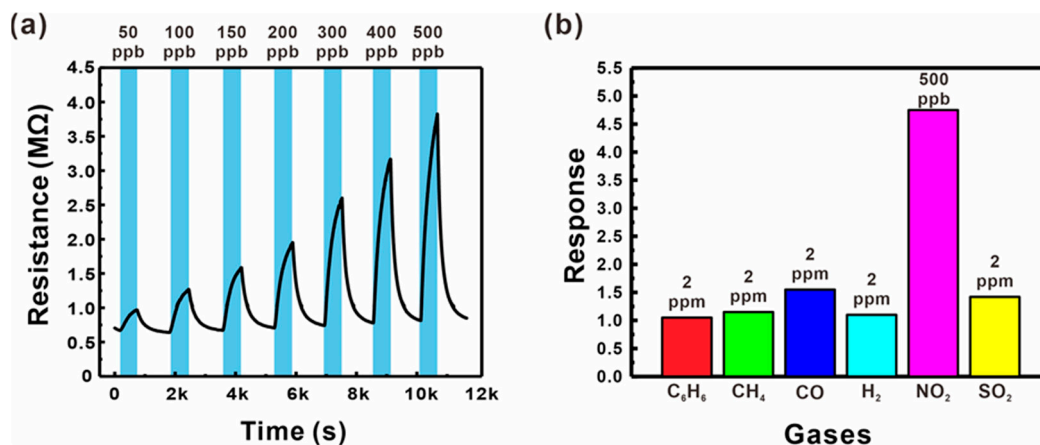 (a)
50 100 150 200 300 400 500
ppb ppb ppb ppb ppb ppb ppb
4.5
4.0
3.5
3.0
2.5
2.0
1.5
1.0
0.5
0
Resistance (MΩ)
0 2k 4k 6k 8k 10k 12k
Time (s)
(b)
5.5
5.0
4.5
4.0
3.5
3.0
2.5
2.0
1.5
1.0
0.5
0.0
Response
2
ppm
2
ppm
2
ppm
2
ppm
500
ppb
2
ppm
C₆H₆ CH₄ CO H₂ NO₂ SO₂
Gases